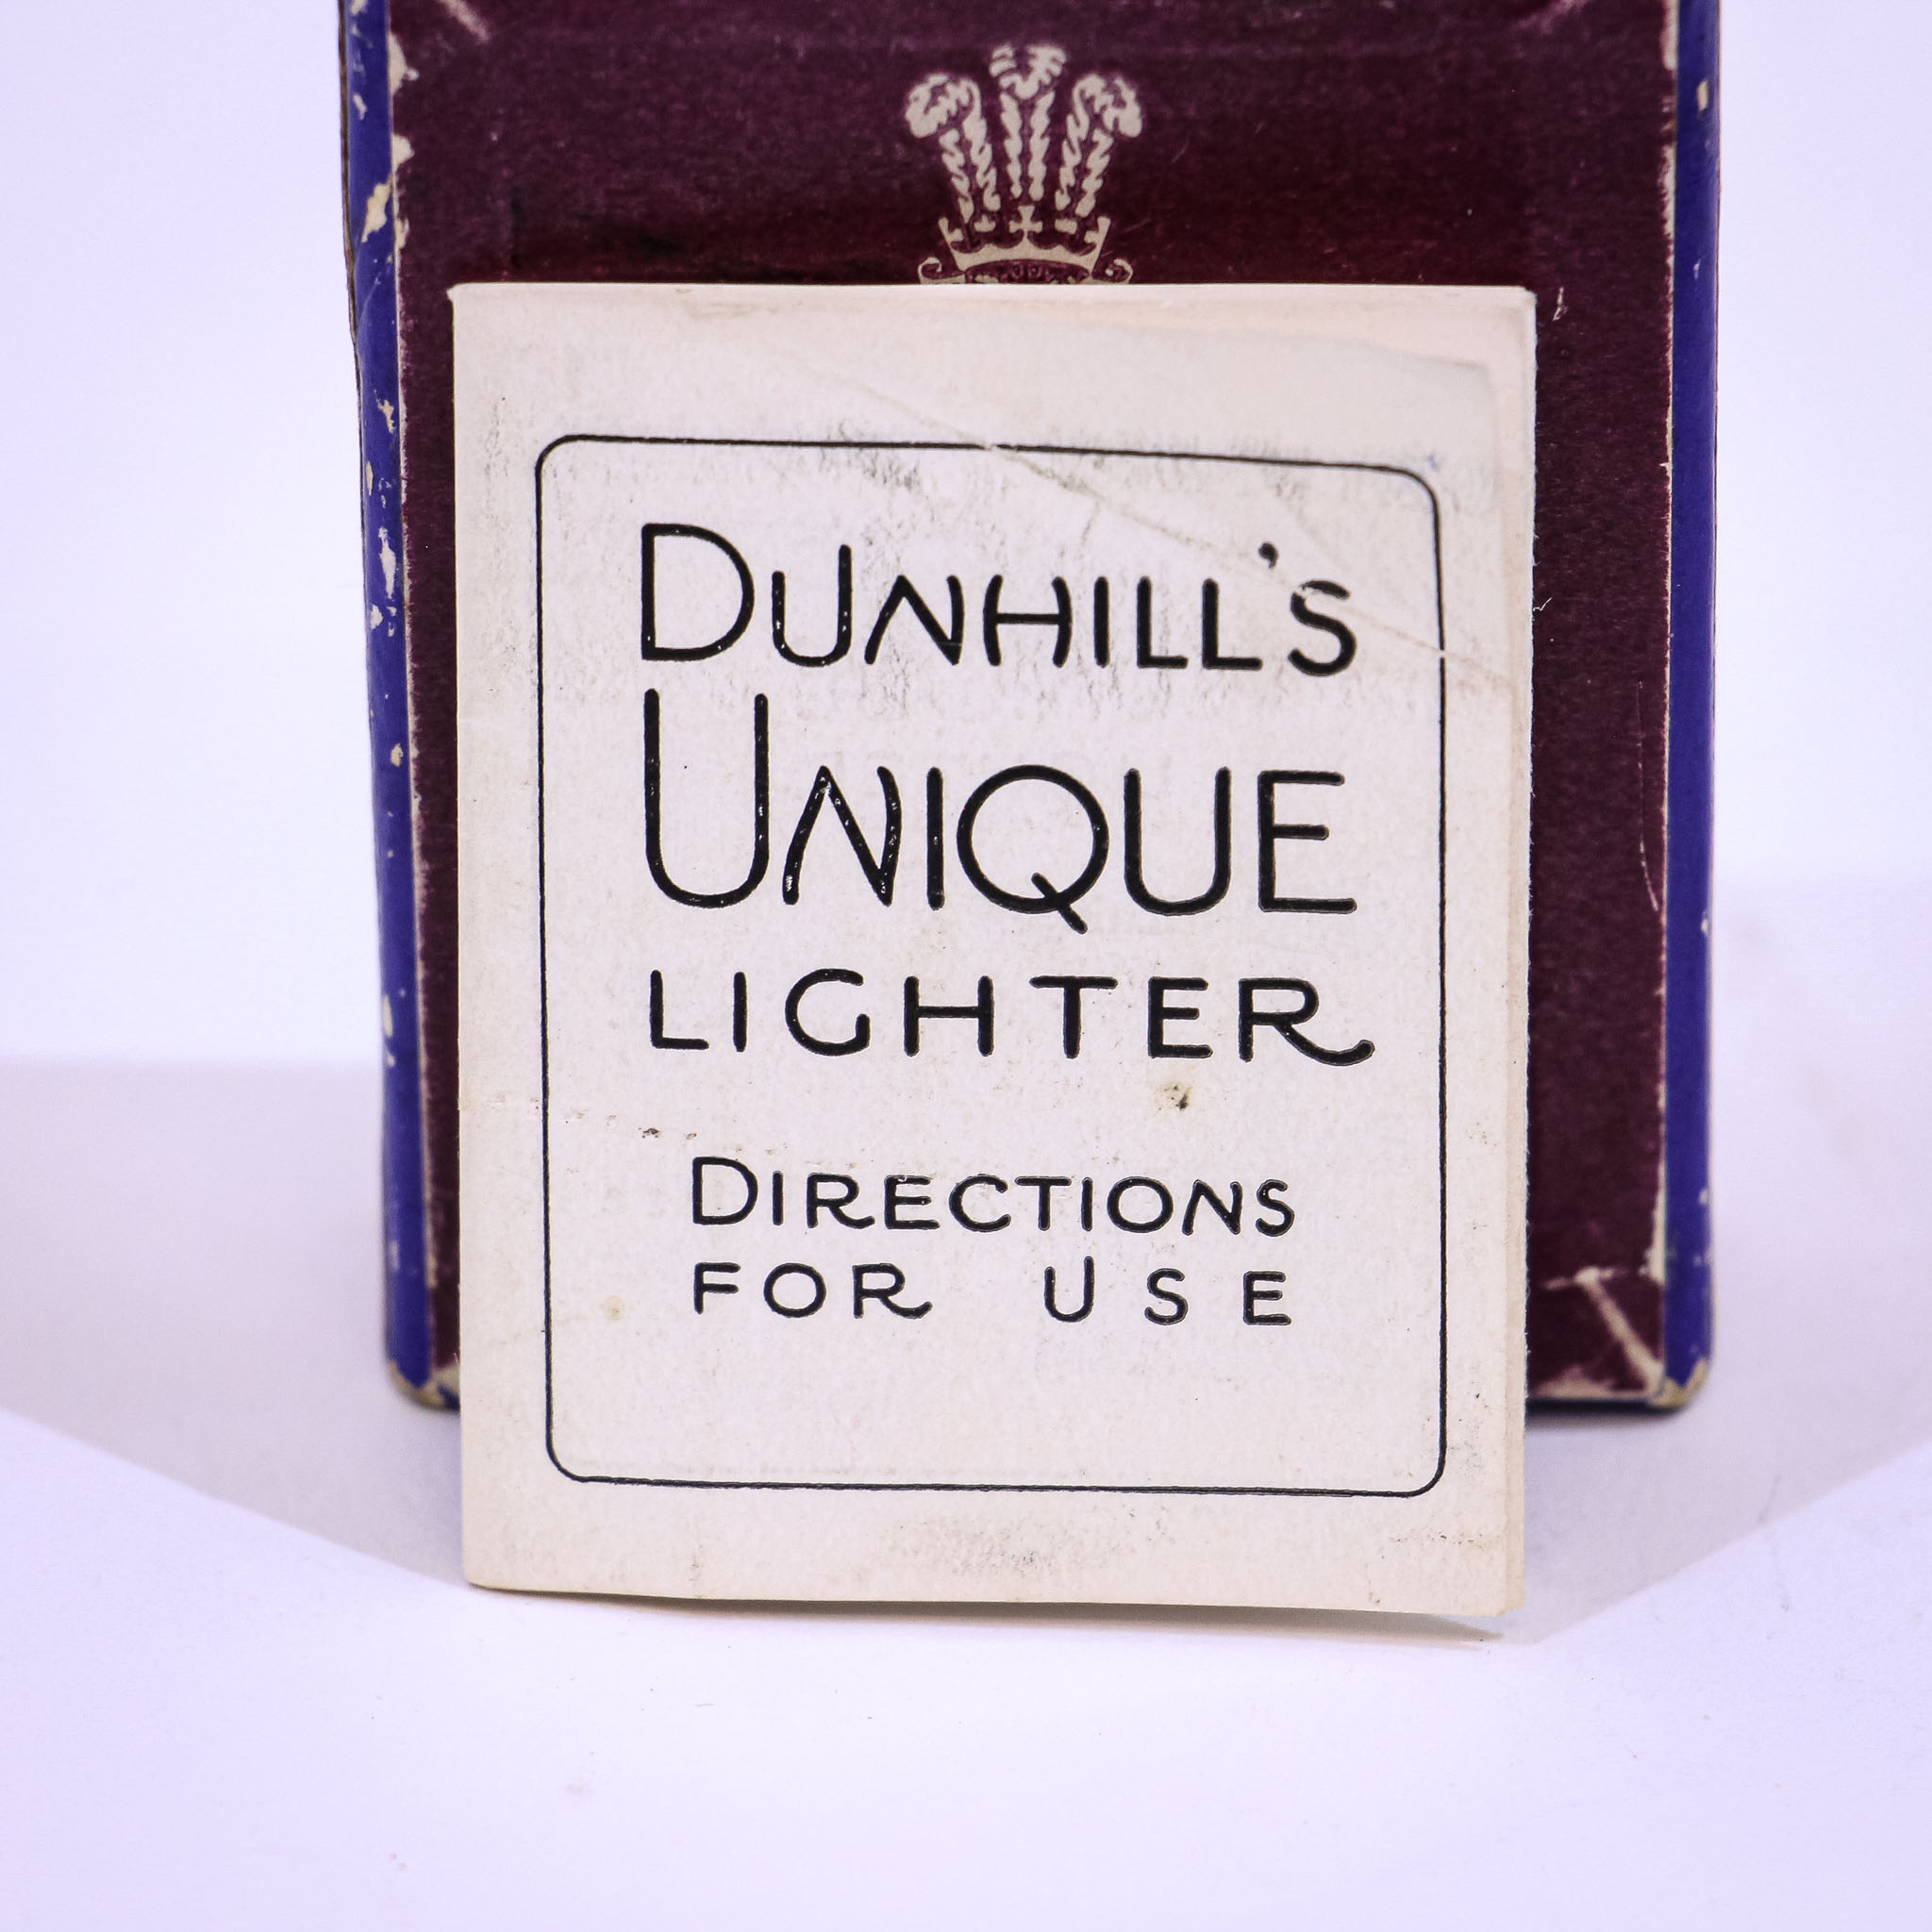 DUNHILL'S
UNIQUE
LIGHTER
DIRECTIONS
FOR USE